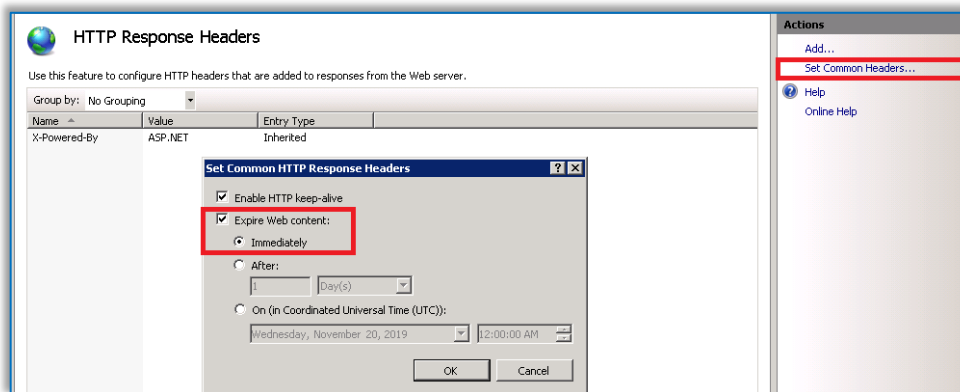 HTTP Response Headers
Use this feature to configure HTTP headers that are added to responses from the Web server.
Group by: No Grouping
Name Value Entry Type
X-Powered-By ASP.NET Inherited
Set Common HTTP Response Headers ? X
Enable HTTP keep-alive
Expire Web content:
Immediately
After:
1 Day(s)
On (in Coordinated Universal Time (UTC)):
Wednesday, November 20, 2019 12:00:00 AM
OK Cancel
Actions
Add...
Set Common Headers...
? Help
Online Help